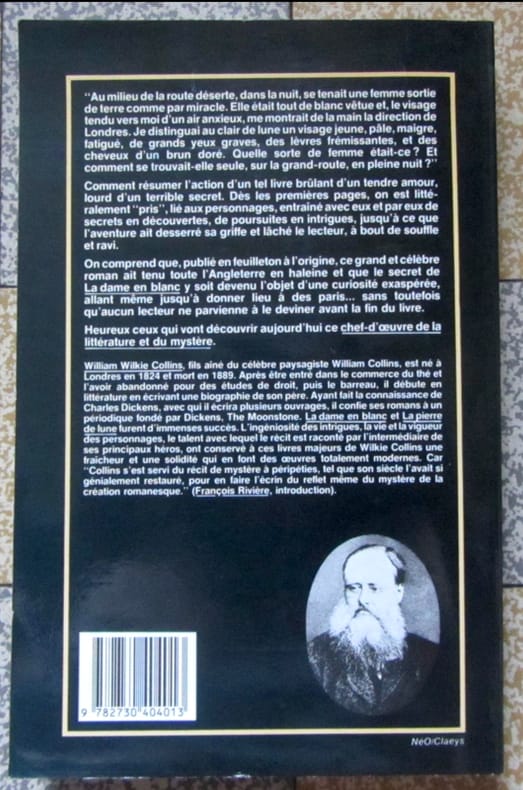 "Au milieu de la route déserte, dans la nuit, se tenait une femme sortie
de terre comme par miracle. Elle était tout de blanc vêtue et, le visage
tendu vers moi d'un air anxieux, me montrait de la main la direction de
Londres. Je distinguai au clair de lune un visage jeune, pâle, maigre,
fatigué, de grands yeux graves, des lèvres frémissantes, et des
cheveux d'un brun doré. Quelle sorte de femme était-ce ? Et
comment se trouvait-elle seule, sur la grand-route, en pleine nuit ?"
Comment résumer l'action d'un tel livre brûlant d'un tendre amour,
lourd d'un terrible secret. Dès les premières pages, on est litté-
ralement "pris", lié aux personnages, entraîné avec eux et par eux de
secrets en découvertes, de poursuites en intrigues, jusqu'à ce que
l'aventure ait desserré sa griffe et lâché le lecteur, à bout de souffle
et ravi.
On comprend que, publié en feuilleton à l'origine, ce grand et célèbre
roman ait tenu toute l'Angleterre en haleine et que le secret de
La dame en blanc y soit devenu l'objet d'une curiosité exaspérée,
allant même jusqu'à donner lieu à des paris... sans toutefois
qu'aucun lecteur ne parvienne à le deviner avant la fin du livre.
Heureux ceux qui vont découvrir aujourd'hui ce chef-d'œuvre de la
littérature et du mystère.
William Wilkie Collins, fils aîné du célèbre paysagiste William Collins, est né à
Londres en 1824 et mort en 1889. Après être entré dans le commerce du thé et
l'avoir abandonné pour des études de droit, puis le barreau, il débute en
littérature en écrivant une biographie de son père. Ayant fait la connaissance de
Charles Dickens, avec qui il écrira plusieurs ouvrages, il confie ses romans à un
périodique fondé par Dickens, The Moonstone. La dame en blanc et La pierre
de lune furent d'immenses succès. L'ingéniosité des intrigues, la vie et la vigueur
des personnages, le talent avec lequel le récit est raconté par l'intermédiaire de
ses principaux héros, ont conservé à ces livres majeurs de Wilkie Collins une
fraîcheur et une solidité qui en font des œuvres totalement modernes. Car
"Collins s'est servi du récit de mystère à péripéties, tel que son siècle l'avait si
génialement restauré, pour en faire l'écrin du reflet même du mystère de la
création romanesque." (François Rivière, introduction).
9 782730 404013
NéO/Claeys